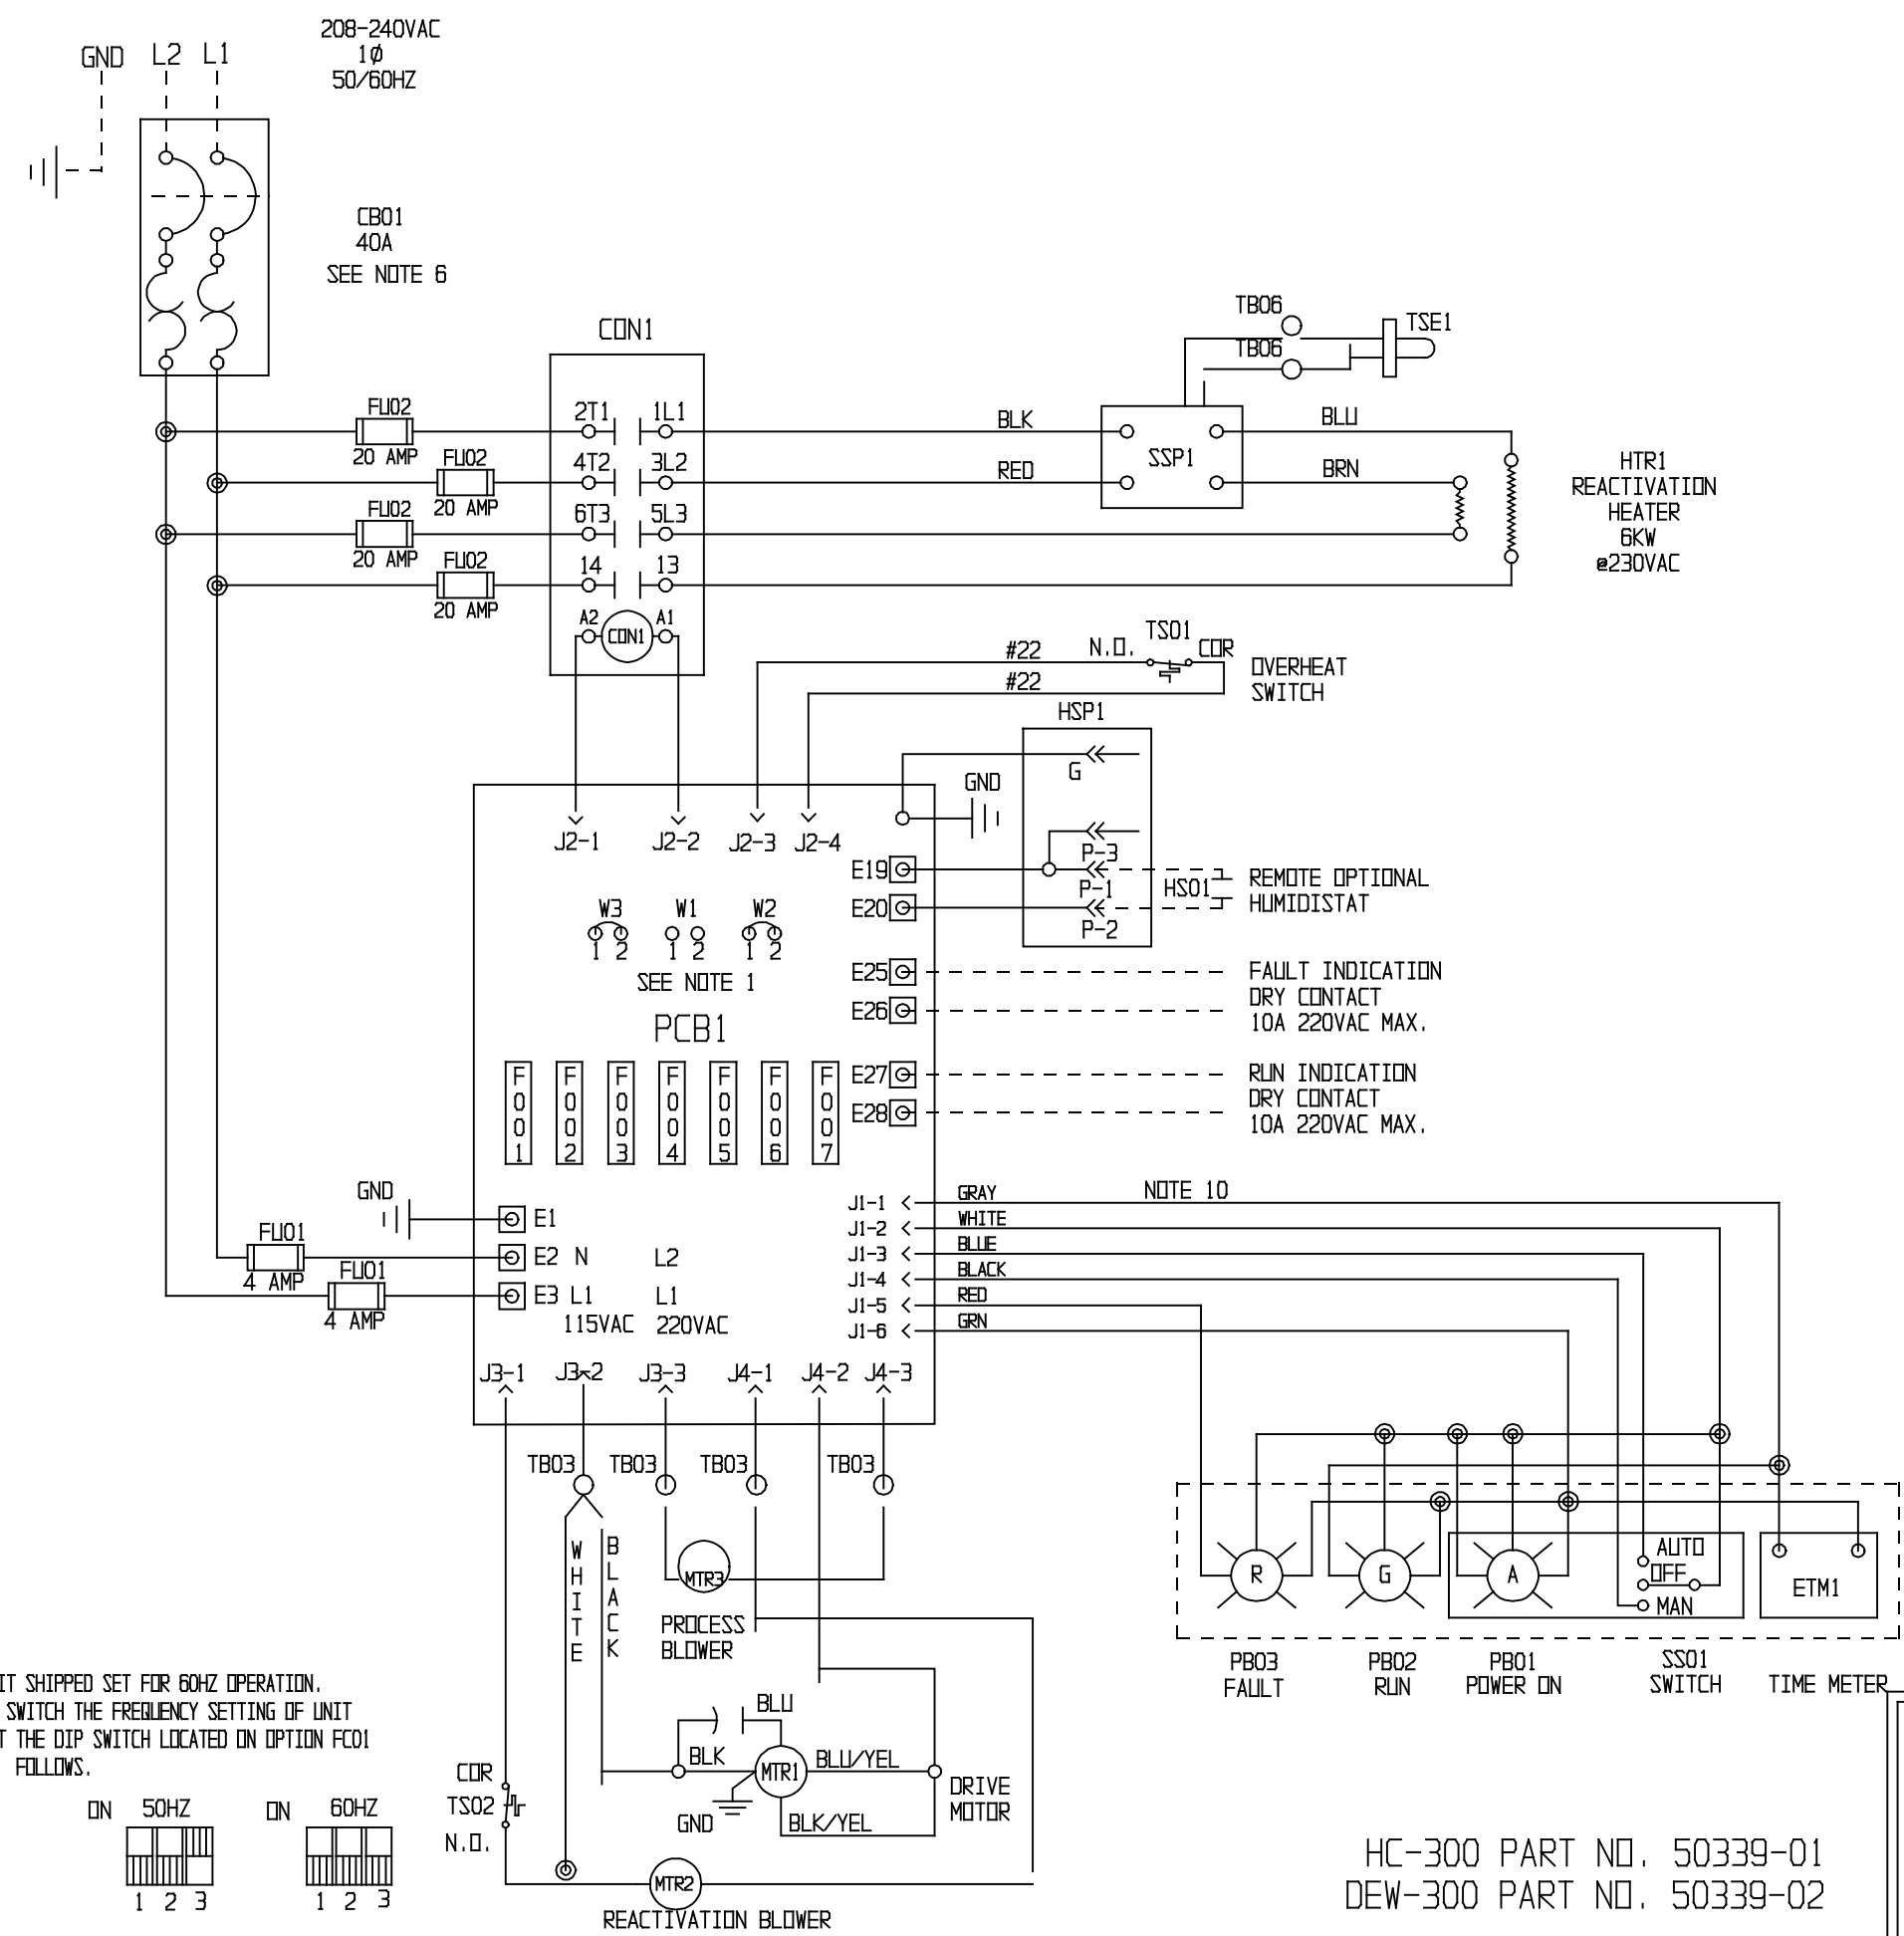 208-240VAC
1Ø
50/60HZ
GND L2 L1
CB01
40A
SEE NOTE 6
CON1
TB06
TSE1
TB06
FU02
20 AMP
2T1 1L1
BLK
SSP1
BLU
FU02
20 AMP
4T2 3L2
RED
BRN
FU02
20 AMP
6T3 5L3
FU02
20 AMP
14 13
HTR1
REACTIVATION
HEATER
6KW
@230VAC
A2 CON1 A1
#22
N.O. TS01 COR
#22
OVERHEAT
SWITCH
HSP1
G
GND
J2-1 J2-2 J2-3 J2-4
P-3
E19
P-1
HS01
E20
P-2
REMOTE OPTIONAL
HUMIDISTAT
W3 W1 W2
1 2 1 2 1 2
SEE NOTE 1
PCB1
E25
E26
FAULT INDICATION
DRY CONTACT
10A 220VAC MAX.
F001 F002 F003 F004 F005 F006 F007
E27
E28
RUN INDICATION
DRY CONTACT
10A 220VAC MAX.
GND
E1
FU01
4 AMP
E2 N L2
FU01
4 AMP
E3 L1 L1
115VAC 220VAC
J1-1 GRAY NOTE 10
J1-2 WHITE
J1-3 BLUE
J1-4 BLACK
J1-5 RED
J1-6 GRN
J3-1 J3-2 J3-3 J4-1 J4-2 J4-3
TB03 TB03 TB03 TB03
WHITE
BLACK
MTR3
PROCESS
BLOWER
R G A
AUTO
OFF
MAN
ETM1
PB03
FAULT
PB02
RUN
PB01
POWER ON
SS01
SWITCH
TIME METER
IT SHIPPED SET FOR 60HZ OPERATION.
SWITCH THE FREQUENCY SETTING OF UNIT
T THE DIP SWITCH LOCATED ON OPTION FC01
FOLLOWS.
ON 50HZ
1 2 3
ON 60HZ
1 2 3
COR
TS02
N.O.
BLU
BLK
MTR1
BLU/YEL
GND
BLK/YEL
DRIVE
MOTOR
MTR2
REACTIVATION BLOWER
HC-300 PART NO. 50339-01
DEW-300 PART NO. 50339-02